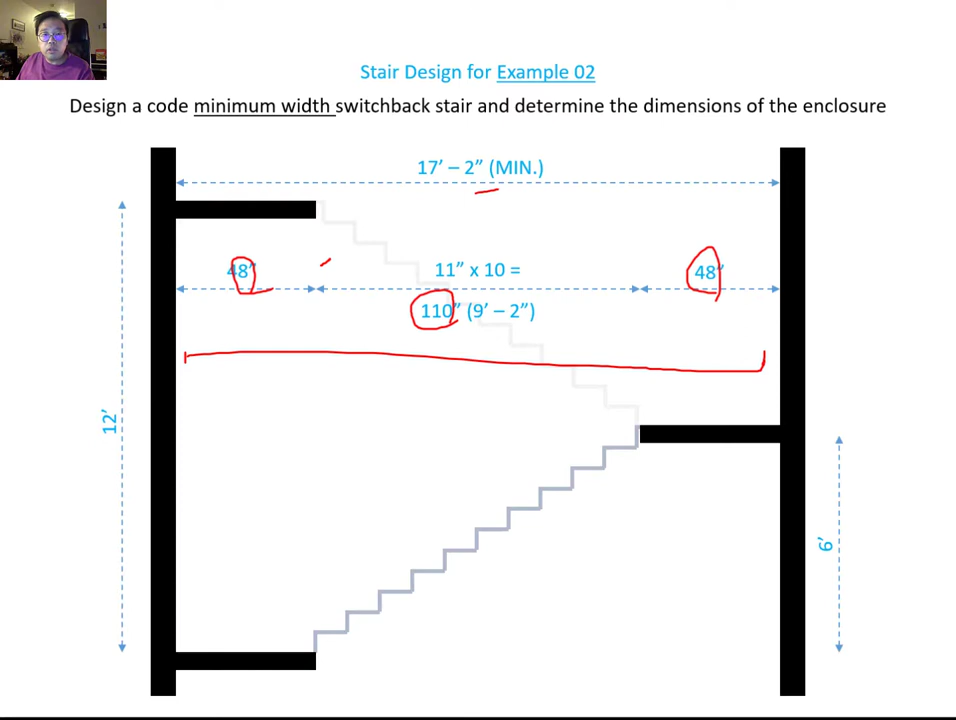 Stair Design for Example 02
Design a code minimum width switchback stair and determine the dimensions of the enclosure
17’ – 2” (MIN.)
48”
11” x 10 =
48”
110” (9’ – 2”)
12’
6’